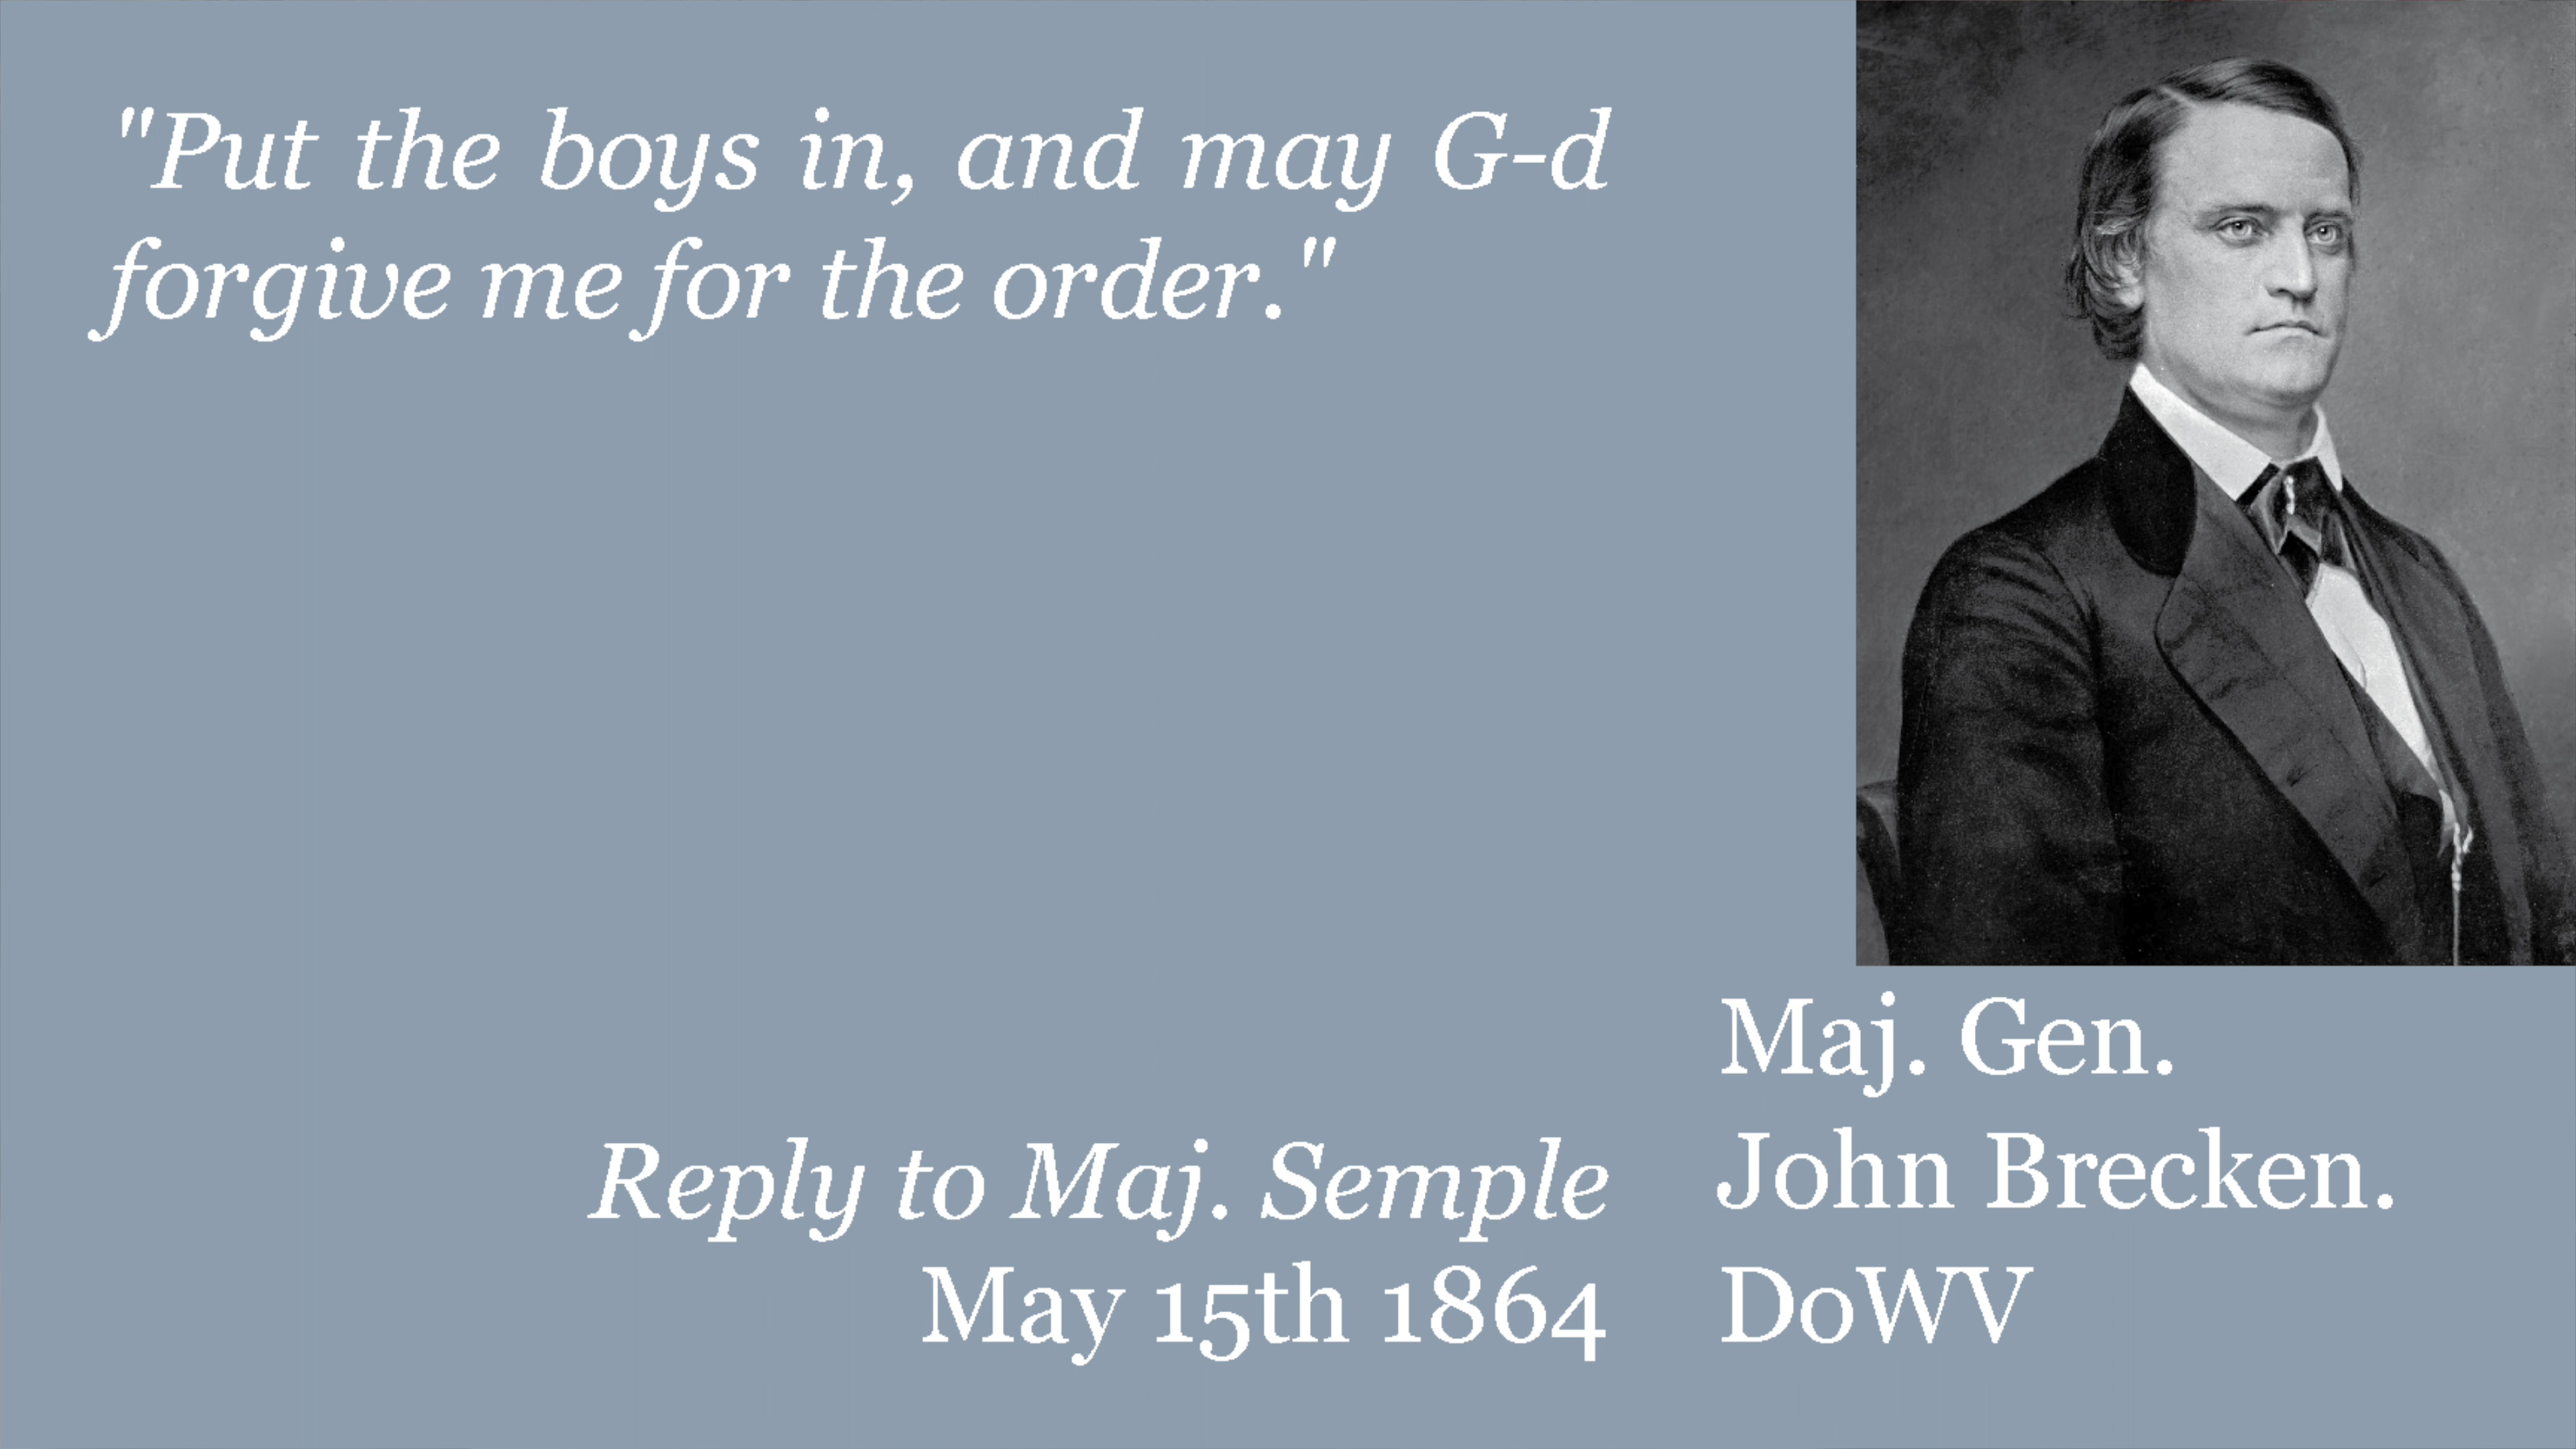 "Put the boys in, and may G-d
forgive me for the order."
Reply to Maj. Semple
May 15th 1864
Maj. Gen.
John Brecken.
DoWV